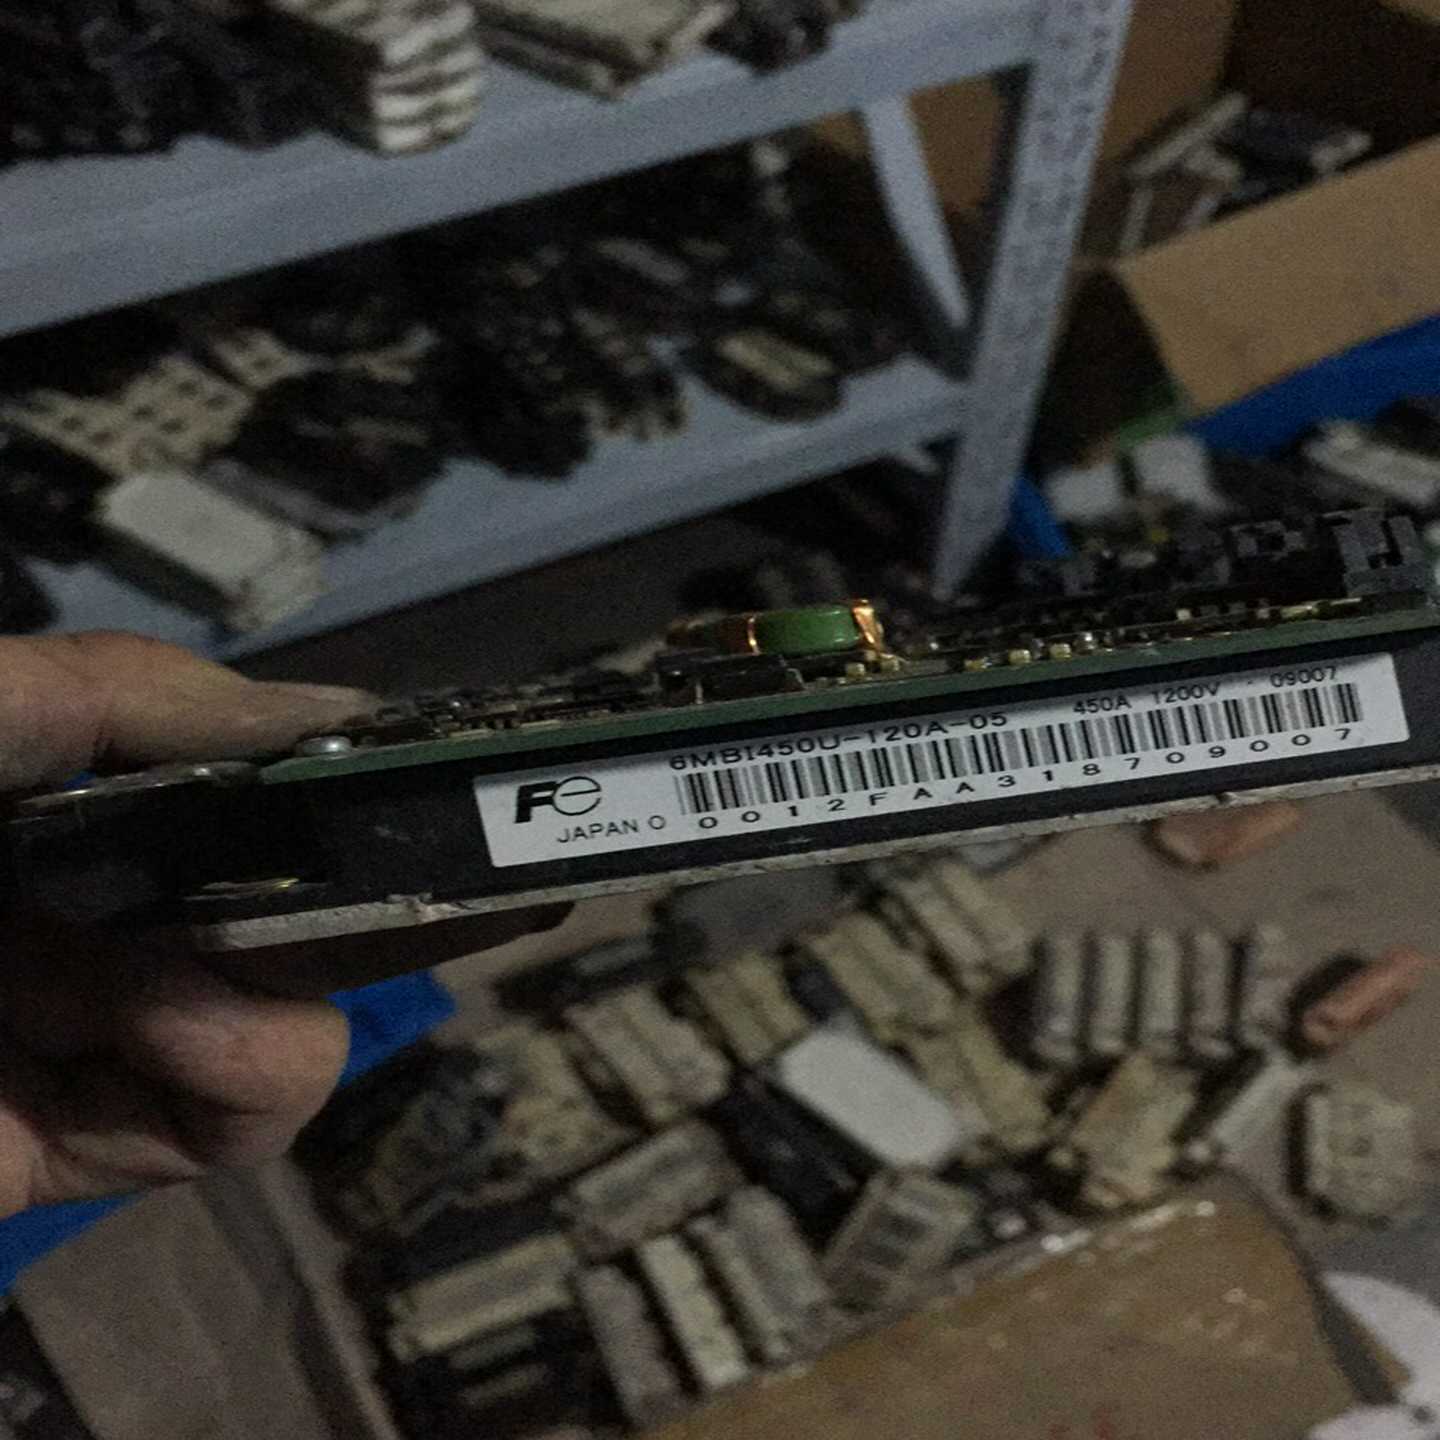 6MBI450U-120A-05 450A 1200V · 09007
Fe
JAPAN O 0012FAA318709007